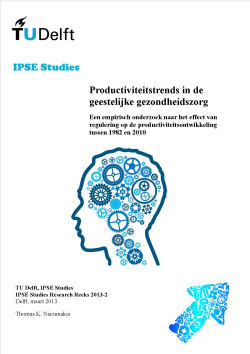 TU Delft
IPSE Studies
Productiviteitstrends in de
geestelijke gezondheidszorg
Een empirisch onderzoek naar het effect van
regulering op de productiviteitsontwikkeling
tussen 1982 en 2010
TU Delft, IPSE Studies
IPSE Studies Research Reeks 2013-2
Delft, maart 2013
Thomas K. Niaounakis